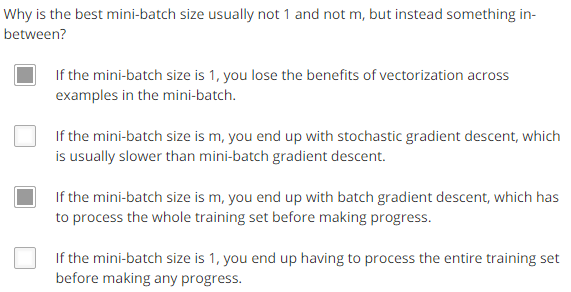 Why is the best mini-batch size usually not 1 and not m, but instead something in-
between?
If the mini-batch size is 1, you lose the benefits of vectorization across
examples in the mini-batch.
If the mini-batch size is m, you end up with stochastic gradient descent, which
is usually slower than mini-batch gradient descent.
If the mini-batch size is m, you end up with batch gradient descent, which has
to process the whole training set before making progress.
If the mini-batch size is 1, you end up having to process the entire training set
before making any progress.